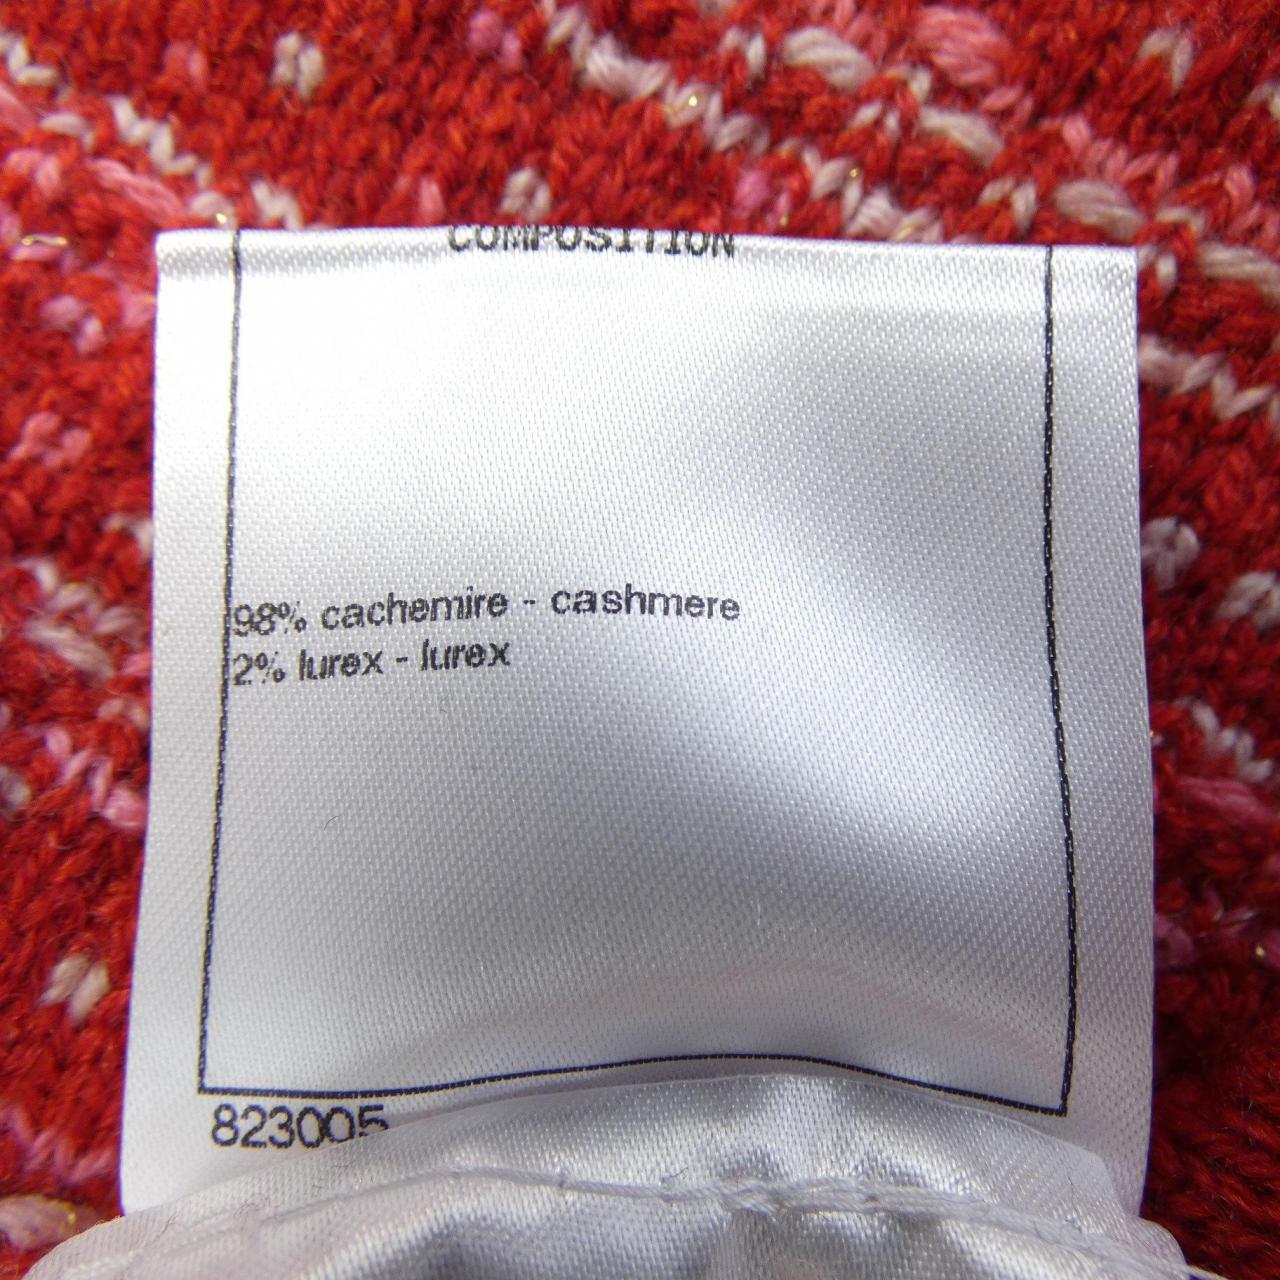 COMPOSITION
98% cachemire - cashmere
2% lurex - lurex
823005